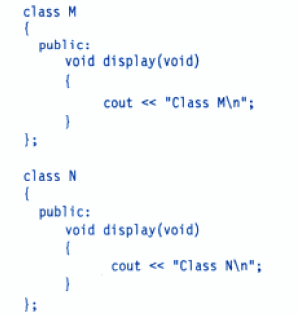 class M
{
public:
void display(void)
{
cout << "Class M\n";
}
};
class N
{
public:
void display(void)
{
cout << "Class N\n";
}
};